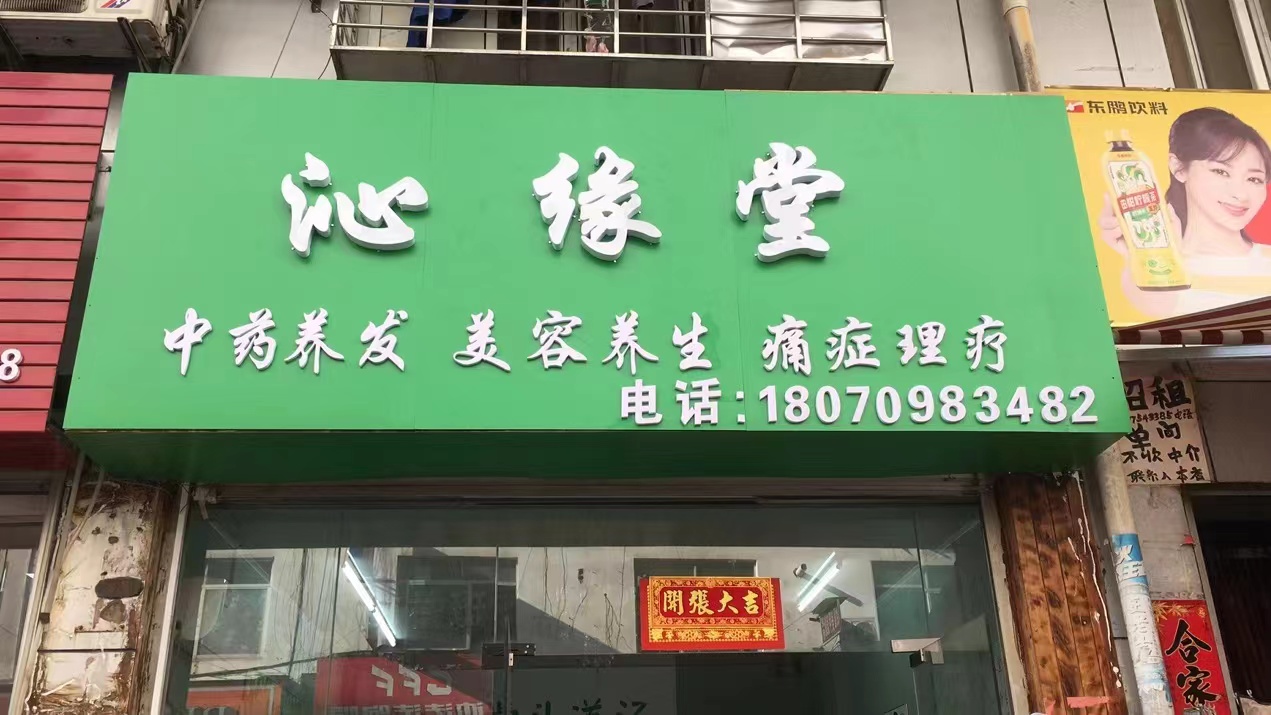 沁缘堂
中药养发 美容养生 痛症理疗
电话:18070983482
东鹏饮料
8
招租
单间
不收中介
联系人本者
開張大吉
合家